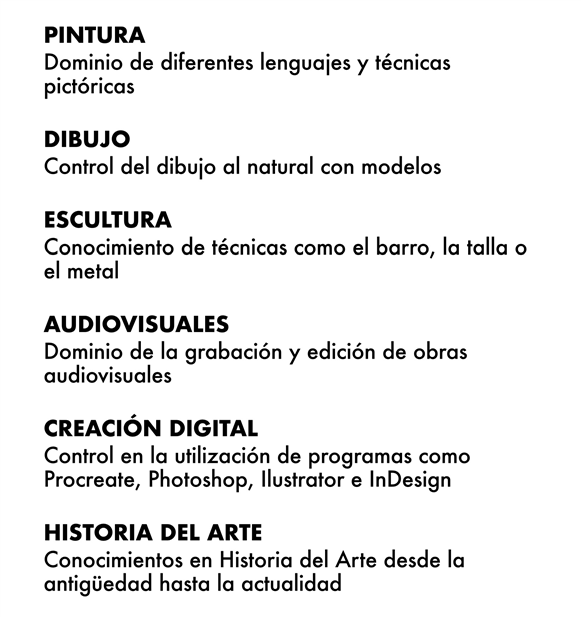 PINTURA
Dominio de diferentes lenguajes y técnicas
pictóricas
DIBUJO
Control del dibujo al natural con modelos
ESCULTURA
Conocimiento de técnicas como el barro, la talla o
el metal
AUDIOVISUALES
Dominio de la grabación y edición de obras
audiovisuales
CREACIÓN DIGITAL
Control en la utilización de programas como
Procreate, Photoshop, Ilustrator e InDesign
HISTORIA DEL ARTE
Conocimientos en Historia del Arte desde la
antigüedad hasta la actualidad